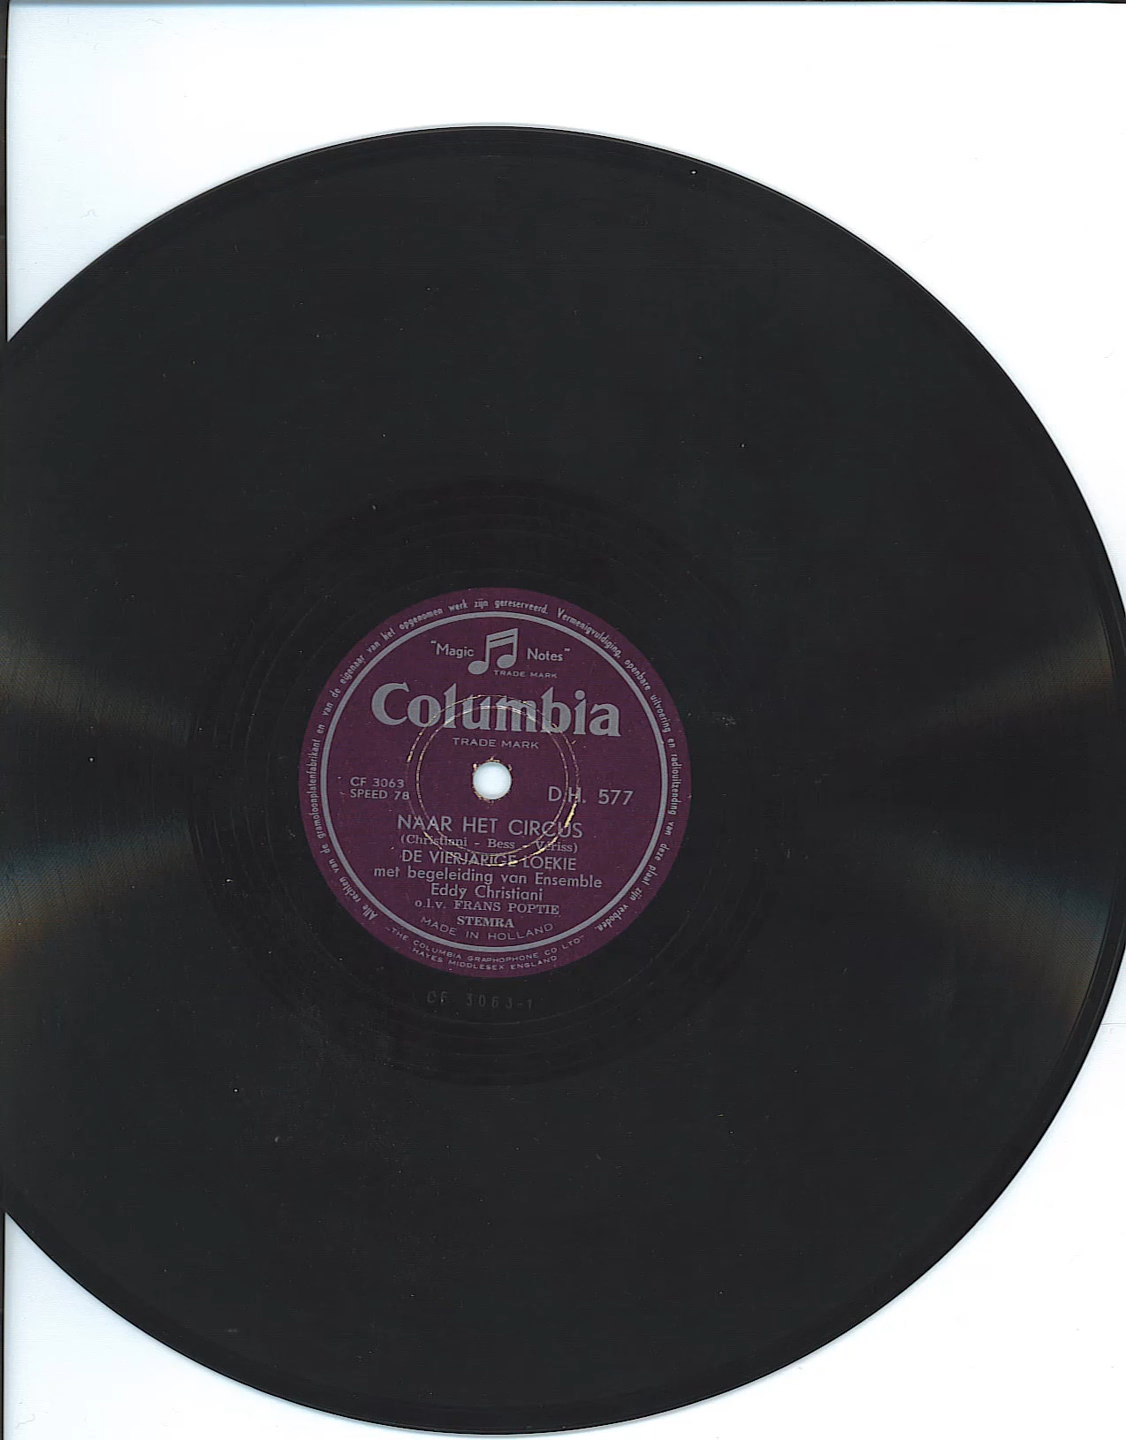 Alle rechten van de gramofoonplatenfabrikant en van de eigenaar van het opgenomen werk zijn gereserveerd. Vermenigvuldiging, openbare uitvoering en radiouitzending van deze plaat zijn verboden.
"Magic Notes"
TRADE MARK
Columbia
TRADE MARK
CF 3063
SPEED 78
D.H. 577
NAAR HET CIRCUS
(Christiani - Bess - Veriss)
DE VIERJARIGE LOEKIE
met begeleiding van Ensemble
Eddy Christiani
o.l.v. FRANS POPTIE
STEMRA
MADE IN HOLLAND
"THE COLUMBIA GRAPHOPHONE CO. LTD"
HAYES MIDDLESEX ENGLAND
CF 3063-1